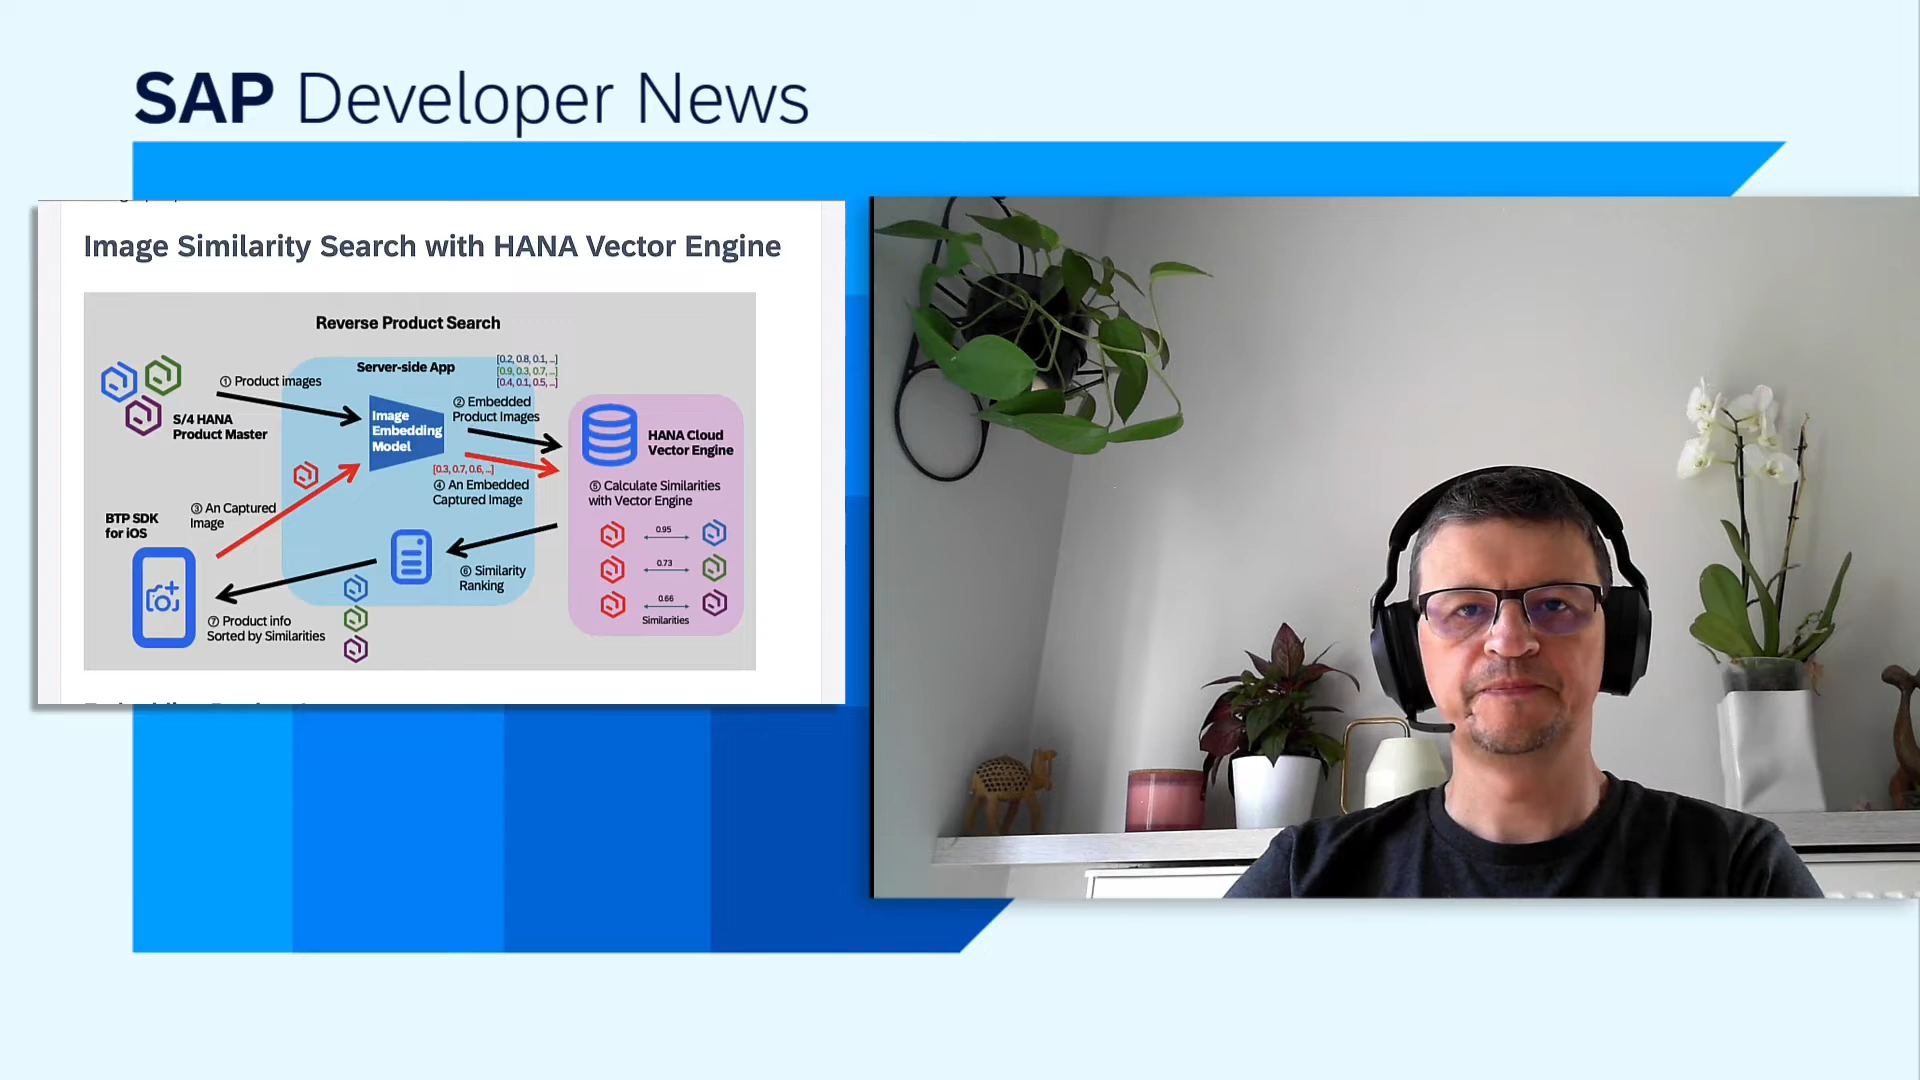 SAP Developer News
Image Similarity Search with HANA Vector Engine
Reverse Product Search
Server-side App
[0.2, 0.8, 0.1, ...]
[0.9, 0.3, 0.7, ...]
[0.4, 0.1, 0.5, ...]
① Product images
S/4 HANA
Product Master
Image
Embedding
Model
② Embedded
Product Images
HANA Cloud
Vector Engine
[0.3, 0.7, 0.6, ...]
④ An Embedded
Captured Image
③ An Captured
Image
BTP SDK
for iOS
⑤ Calculate Similarities
with Vector Engine
0.95
0.73
0.66
Similarities
⑥ Similarity
Ranking
⑦ Product info
Sorted by Similarities